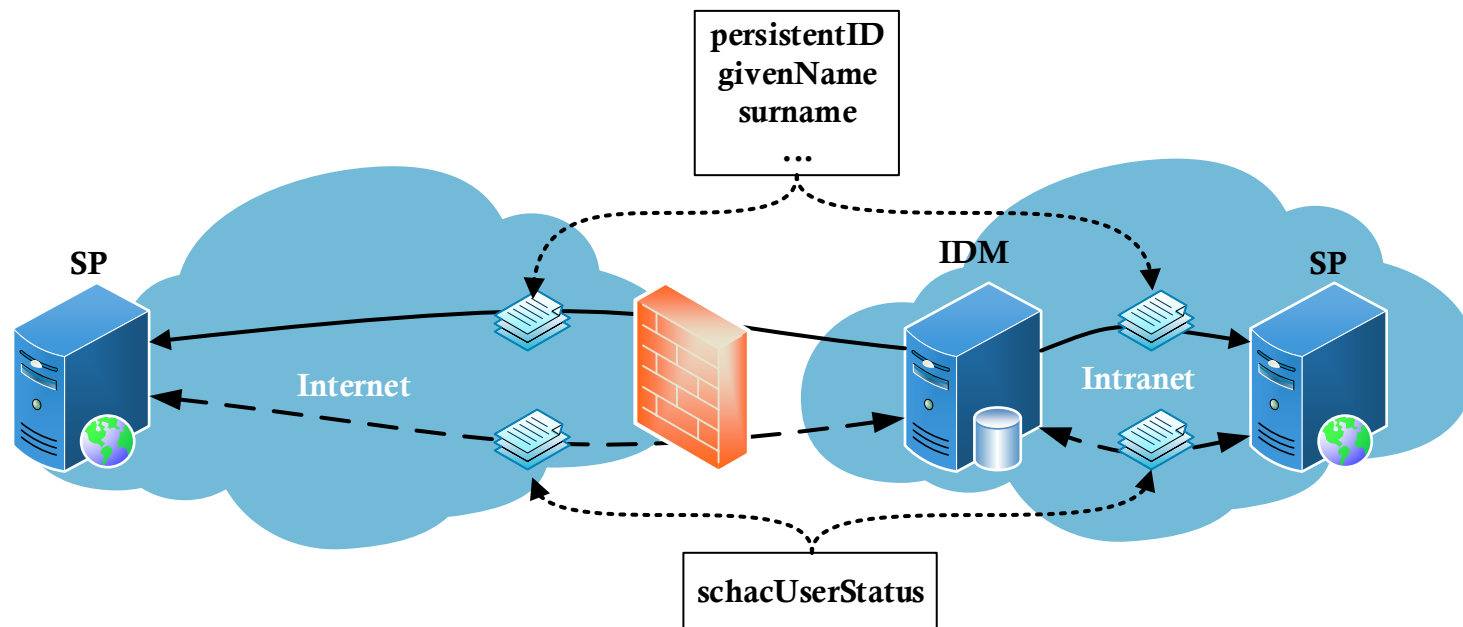 persistentID
givenName
surname
...
SP
IDM
SP
Internet
Intranet
schacUserStatus